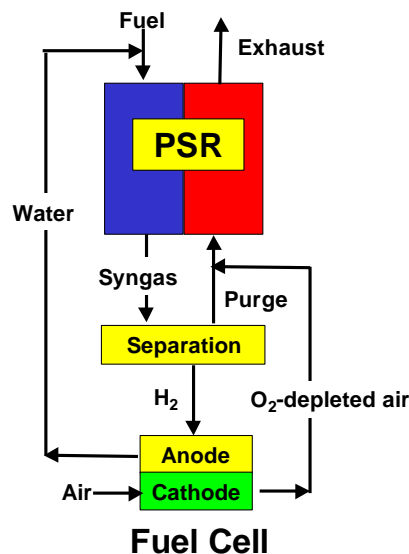 Fuel
Exhaust
PSR
Water
Syngas
Purge
Separation
H₂
O₂-depleted air
Anode
Air
Cathode
Fuel Cell